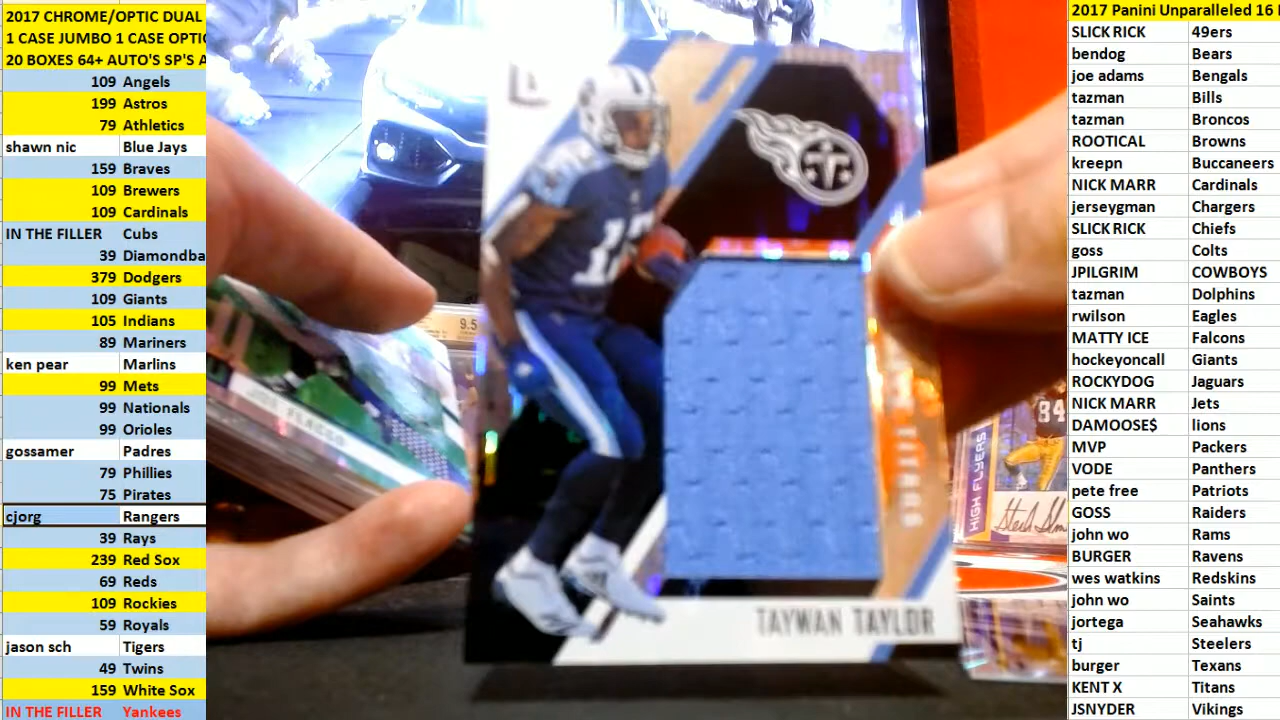 2017 CHROME/OPTIC DUAL
1 CASE JUMBO 1 CASE OPTIC
20 BOXES 64+ AUTO'S SP'S A
109 Angels
199 Astros
79 Athletics
shawn nic Blue Jays
159 Braves
109 Brewers
109 Cardinals
IN THE FILLER Cubs
39 Diamondba
379 Dodgers
109 Giants
105 Indians
89 Mariners
ken pear Marlins
99 Mets
99 Nationals
99 Orioles
gossamer Padres
79 Phillies
75 Pirates
cjorg Rangers
39 Rays
239 Red Sox
69 Reds
109 Rockies
59 Royals
jason sch Tigers
49 Twins
159 White Sox
IN THE FILLER Yankees
9.5
JOE FLACCO
T
TITANS
TAYWAN TAYLOR
84
HIGH FLYERS
2017 Panini Unparalleled 16
SLICK RICK 49ers
bendog Bears
joe adams Bengals
tazman Bills
tazman Broncos
ROOTICAL Browns
kreepn Buccaneers
NICK MARR Cardinals
jerseygman Chargers
SLICK RICK Chiefs
goss Colts
JPILGRIM COWBOYS
tazman Dolphins
rwilson Eagles
MATTY ICE Falcons
hockeyoncall Giants
ROCKYDOG Jaguars
NICK MARR Jets
DAMOOSE$ lions
MVP Packers
VODE Panthers
pete free Patriots
GOSS Raiders
john wo Rams
BURGER Ravens
wes watkins Redskins
john wo Saints
jortega Seahawks
tj Steelers
burger Texans
KENT X Titans
JSNYDER Vikings